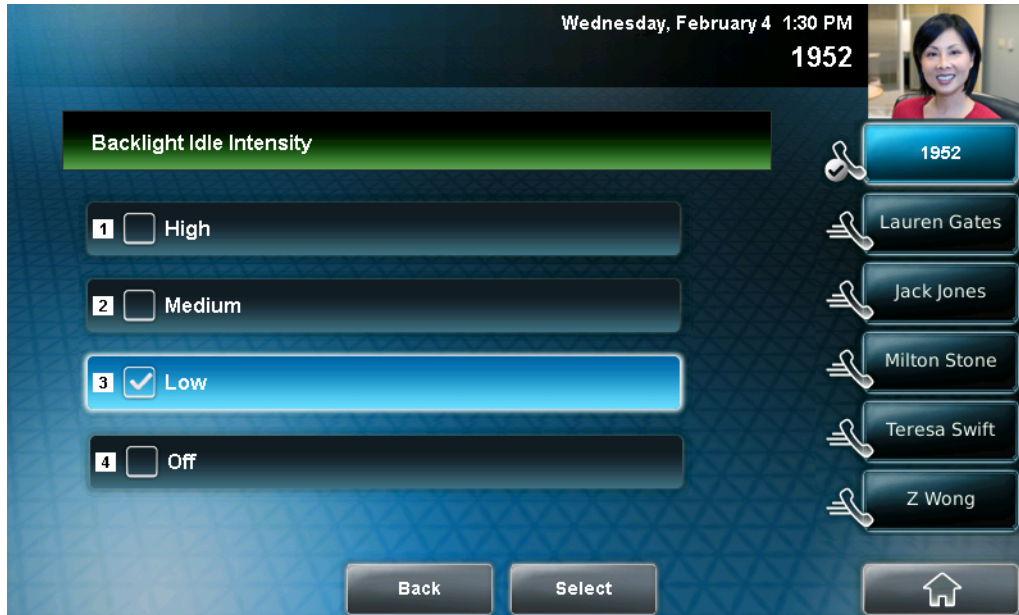 Wednesday, February 4 1:30 PM
1952
Backlight Idle Intensity
1 High
2 Medium
3 Low
4 Off
1952
Lauren Gates
Jack Jones
Milton Stone
Teresa Swift
Z Wong
Back
Select